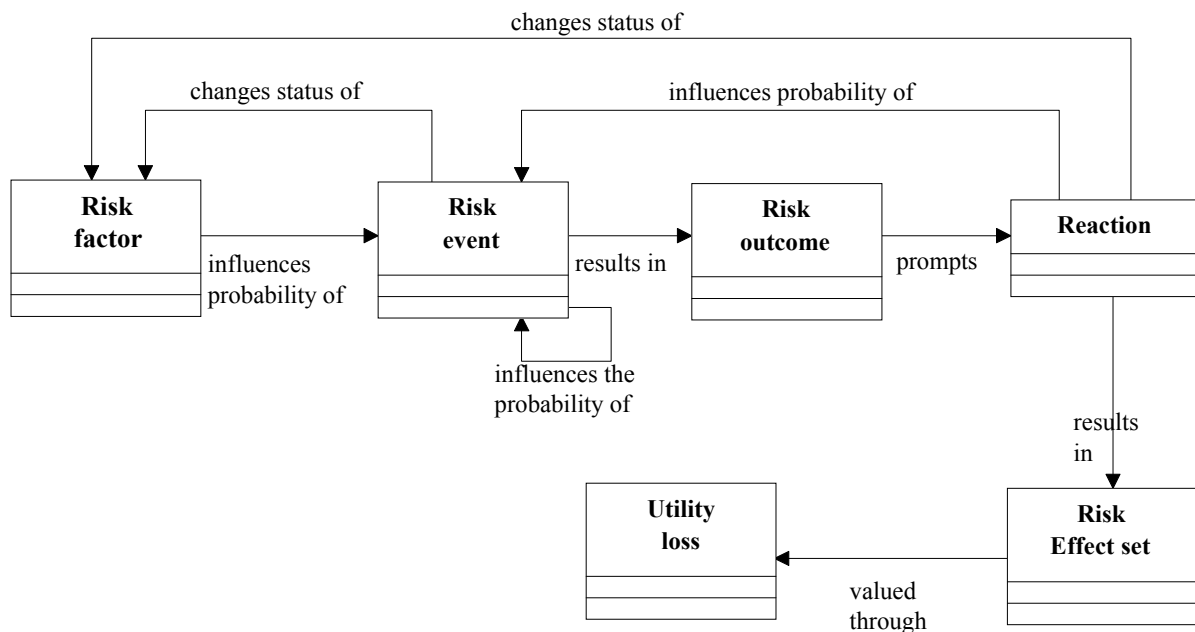 changes status of
changes status of
influences probability of
Risk
factor
influences
probability of
Risk
event
results in
Risk
outcome
prompts
Reaction
influences the
probability of
results
in
Utility
loss
valued
through
Risk
Effect set